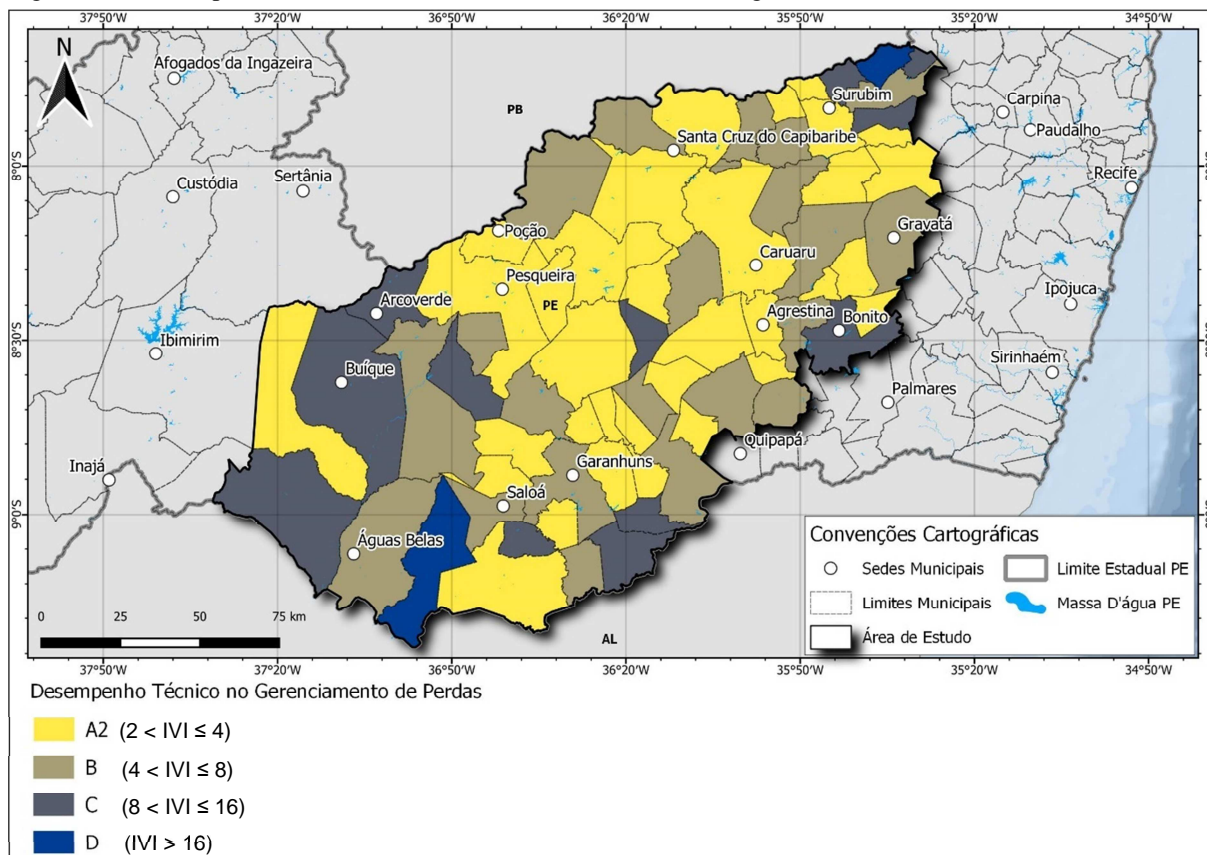 37°50'W
37°20'W
36°50'W
36°20'W
35°50'W
35°20'W
34°50'W
N
Afogados da Ingazeira
PB
Surubim
Carpina
Paudalho
Santa Cruz do Capibaribe
8°0'S
Custódia
Sertânia
Recife
Poção
Gravatá
Pesqueira
Caruaru
Arcoverde
PE
Ipojuca
Agrestina
Bonito
8°30'S
Ibimirim
Buíque
Sirinhaém
Palmares
Quipapá
Garanhuns
Inajá
Saloá
9°0'S
Águas Belas
AL
0 25 50 75 km
Convenções Cartográficas
Sedes Municipais
Limite Estadual PE
Limites Municipais
Massa D'água PE
Área de Estudo
37°50'W
37°20'W
36°50'W
36°20'W
35°50'W
35°20'W
34°50'W
Desempenho Técnico no Gerenciamento de Perdas
A2 (2 < IVI ≤ 4)
B (4 < IVI ≤ 8)
C (8 < IVI ≤ 16)
D (IVI > 16)